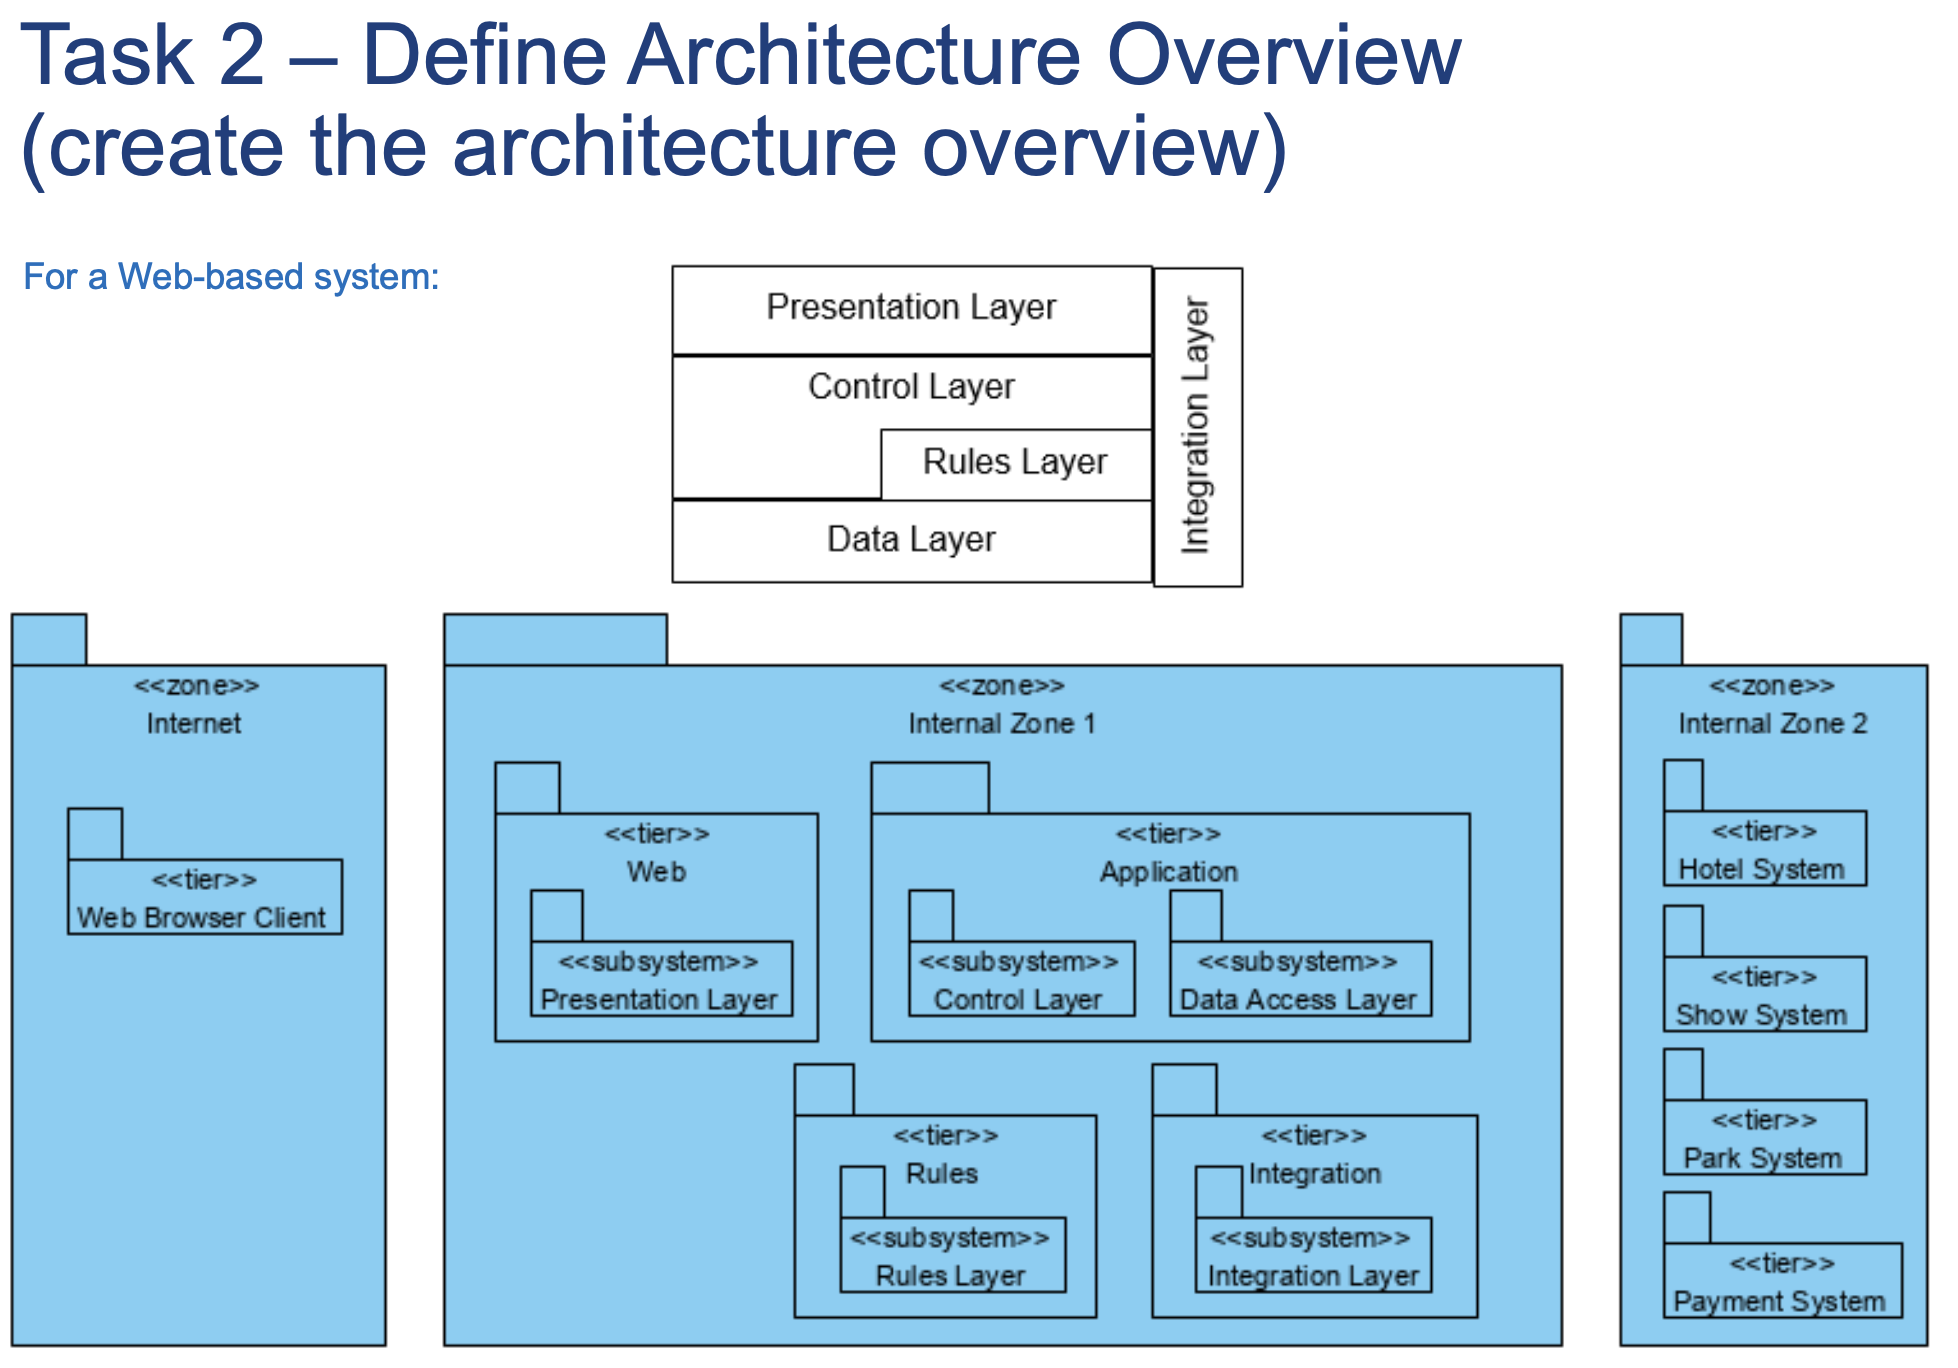 Task 2 – Define Architecture Overview
(create the architecture overview)
For a Web-based system:
Presentation Layer
Control Layer
Rules Layer
Data Layer
Integration Layer
<<zone>>
Internet
<<tier>>
Web Browser Client
<<zone>>
Internal Zone 1
<<tier>>
Web
<<subsystem>>
Presentation Layer
<<tier>>
Application
<<subsystem>>
Control Layer
<<subsystem>>
Data Access Layer
<<tier>>
Rules
<<subsystem>>
Rules Layer
<<tier>>
Integration
<<subsystem>>
Integration Layer
<<zone>>
Internal Zone 2
<<tier>>
Hotel System
<<tier>>
Show System
<<tier>>
Park System
<<tier>>
Payment System